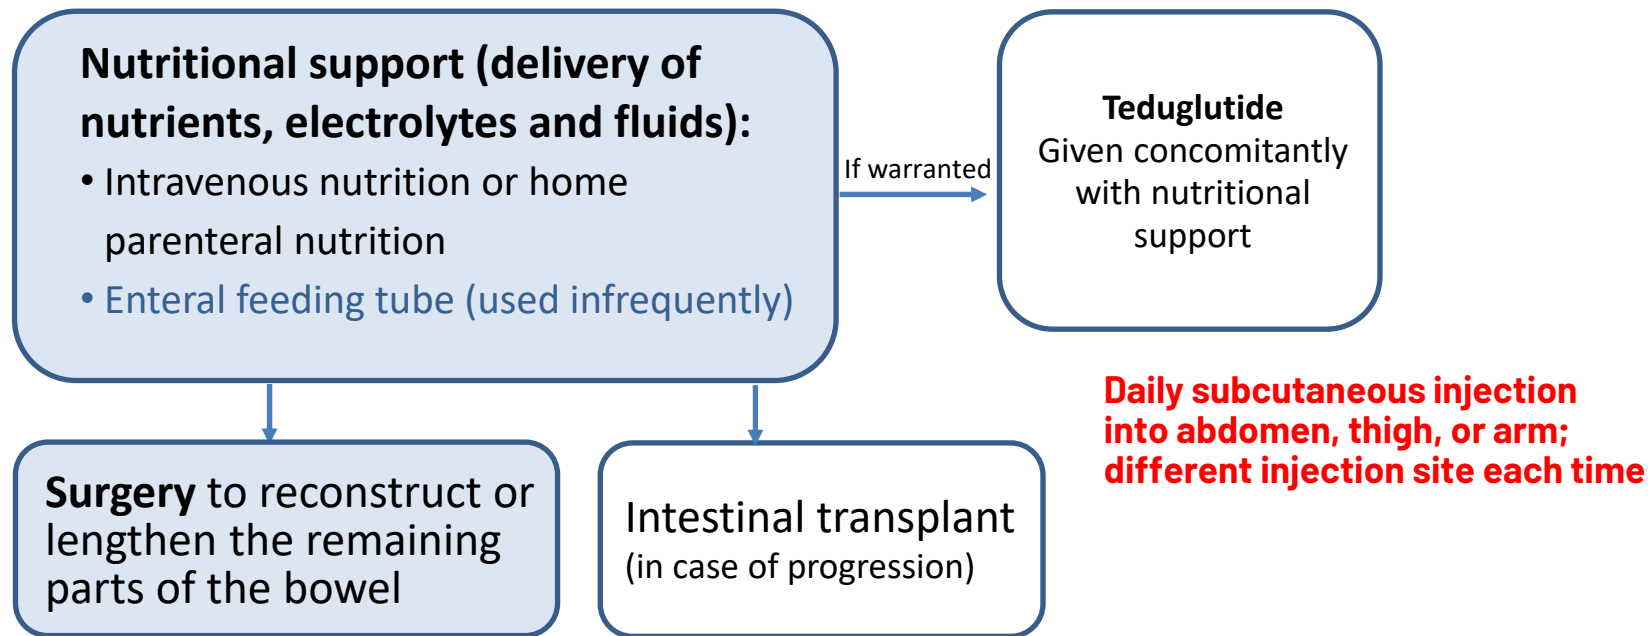 Nutritional support (delivery of
nutrients, electrolytes and fluids):
• Intravenous nutrition or home
parenteral nutrition
• Enteral feeding tube (used infrequently)
If warranted
Teduglutide
Given concomitantly
with nutritional
support
Daily subcutaneous injection
into abdomen, thigh, or arm;
different injection site each time
Surgery to reconstruct or
lengthen the remaining
parts of the bowel
Intestinal transplant
(in case of progression)